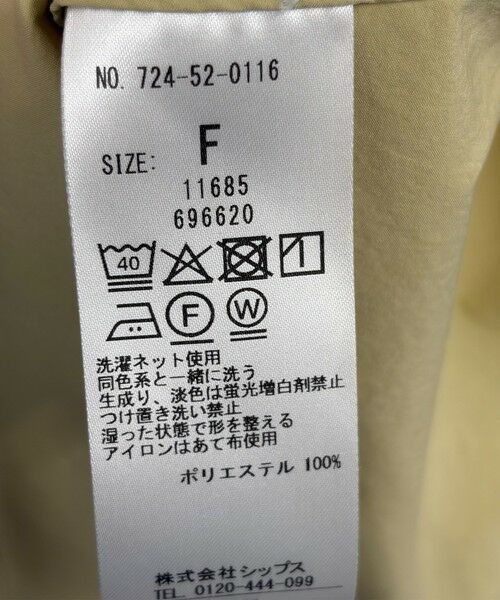 NO. 724-52-0116
SIZE: F
11685
696620
40
F W
洗濯ネット使用
同色系と一緒に洗う
生成り、淡色は蛍光増白剤禁止
つけ置き洗い禁止
湿った状態で形を整える
アイロンはあて布使用
ポリエステル 100%
株式会社シップス
TEL. 0120-444-099